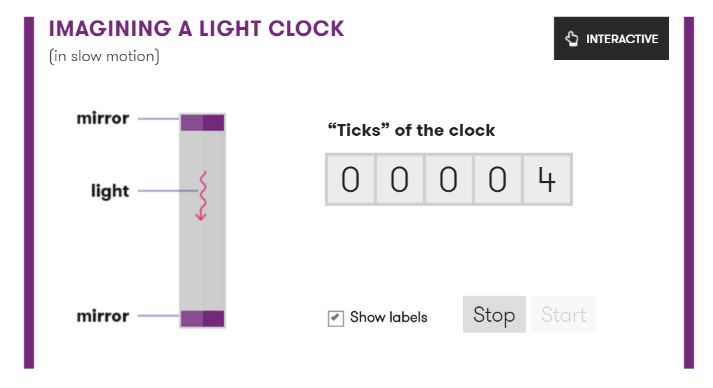 IMAGINING A LIGHT CLOCK
(in slow motion)
INTERACTIVE
mirror
light
mirror
“Ticks” of the clock
0 0 0 0 4
Show labels
Stop
Start